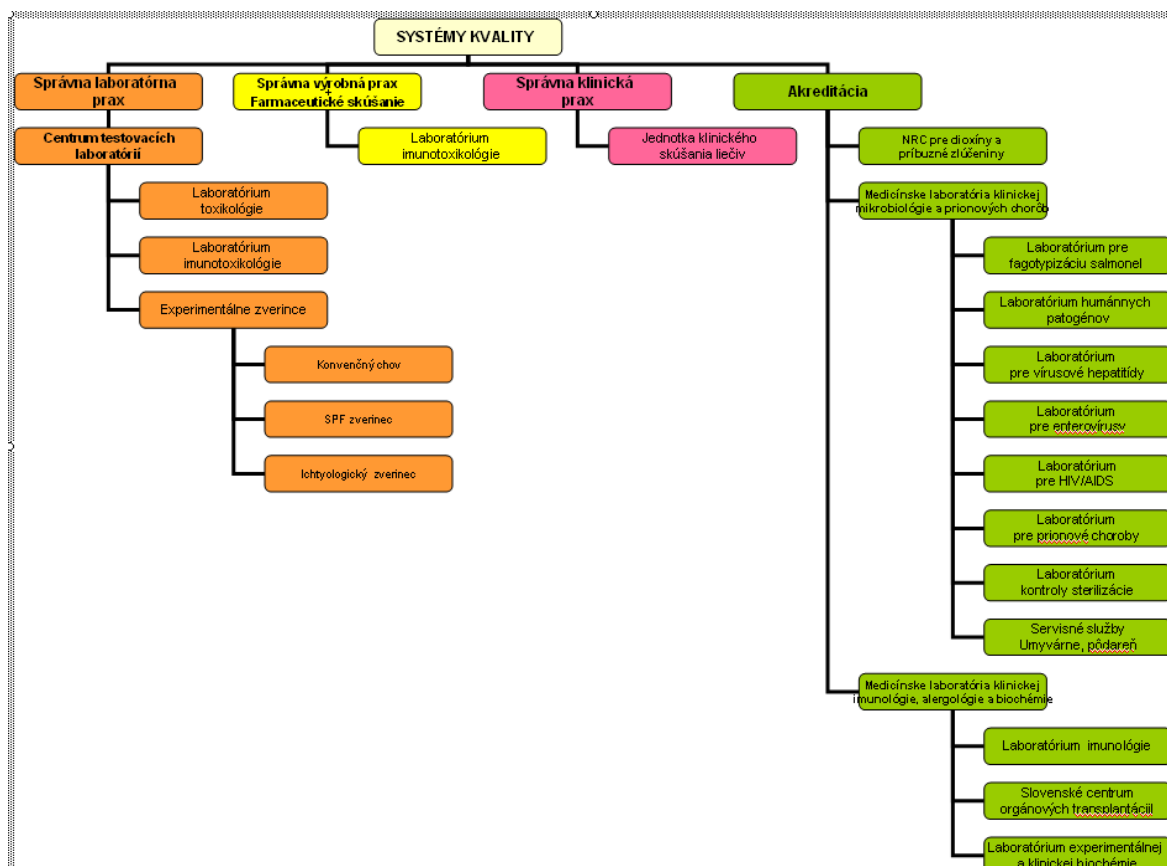 SYSTÉMY KVALITY
Správna laboratórna
prax
Správna výrobná prax
+
Farmaceutické skúšanie
Správna klinická
prax
Akreditácia
Centrum testovacích
laboratórií
Laboratórium
toxikológie
Laboratórium
imunotoxikológie
Experimentálne zverince
Konvenčný chov
SPF zverinec
Ichtyologický zverinec
Laboratórium
imunotoxikológie
Jednotka klinického
skúšania liečiv
NRC pre dioxíny a
príbuzné zlúčeniny
Medicínske laboratória klinickej
mikrobiológie a prionových chorôb
Laboratórium pre
fagotypizáciu salmonel
Laboratórium humánnych
patogénov
Laboratórium
pre vírusové hepatitídy
Laboratórium
pre enterovírusy
Laboratórium
pre HIV/AIDS
Laboratórium
pre prionové choroby
Laboratórium
kontroly sterilizácie
Servisné služby
Umyvárne, pôdareň
Medicínske laboratória klinickej
imunológie, alergológie a biochémie
Laboratórium imunológie
Slovenské centrum
orgánových transplantáciíl
Laboratórium experimentálnej
a klinickej biochémie